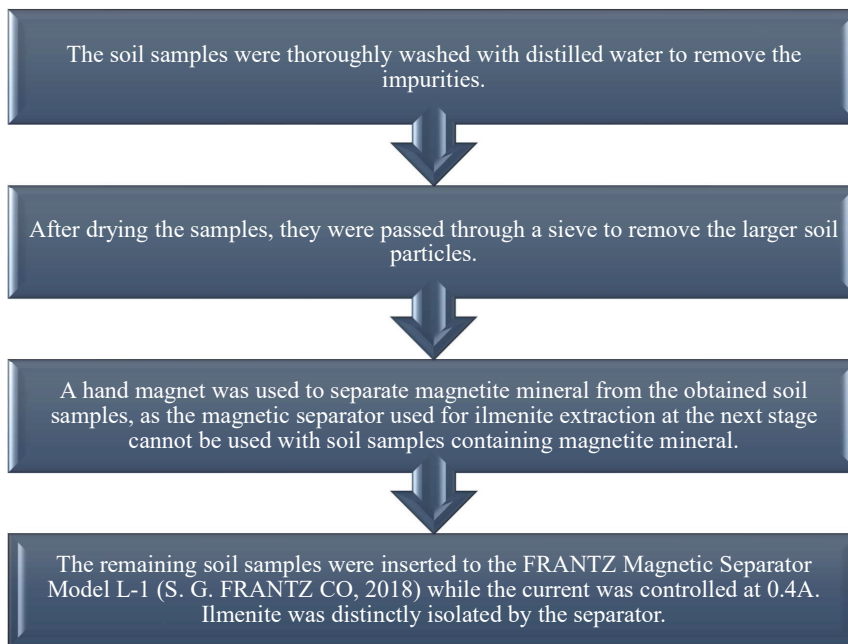 The soil samples were thoroughly washed with distilled water to remove the
impurities.
After drying the samples, they were passed through a sieve to remove the larger soil
particles.
A hand magnet was used to separate magnetite mineral from the obtained soil
samples, as the magnetic separator used for ilmenite extraction at the next stage
cannot be used with soil samples containing magnetite mineral.
The remaining soil samples were inserted to the FRANTZ Magnetic Separator
Model L-1 (S. G. FRANTZ CO, 2018) while the current was controlled at 0.4A.
Ilmenite was distinctly isolated by the separator.